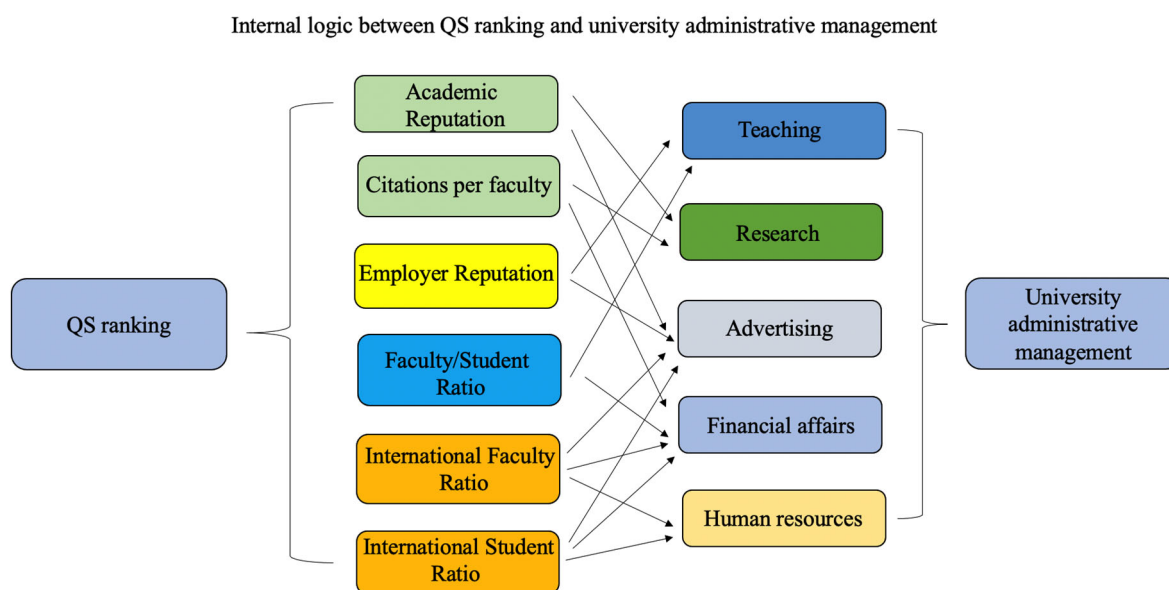 Internal logic between QS ranking and university administrative management
QS ranking
Academic
Reputation
Citations per faculty
Employer Reputation
Faculty/Student
Ratio
International Faculty
Ratio
International Student
Ratio
Teaching
Research
Advertising
Financial affairs
Human resources
University
administrative
management